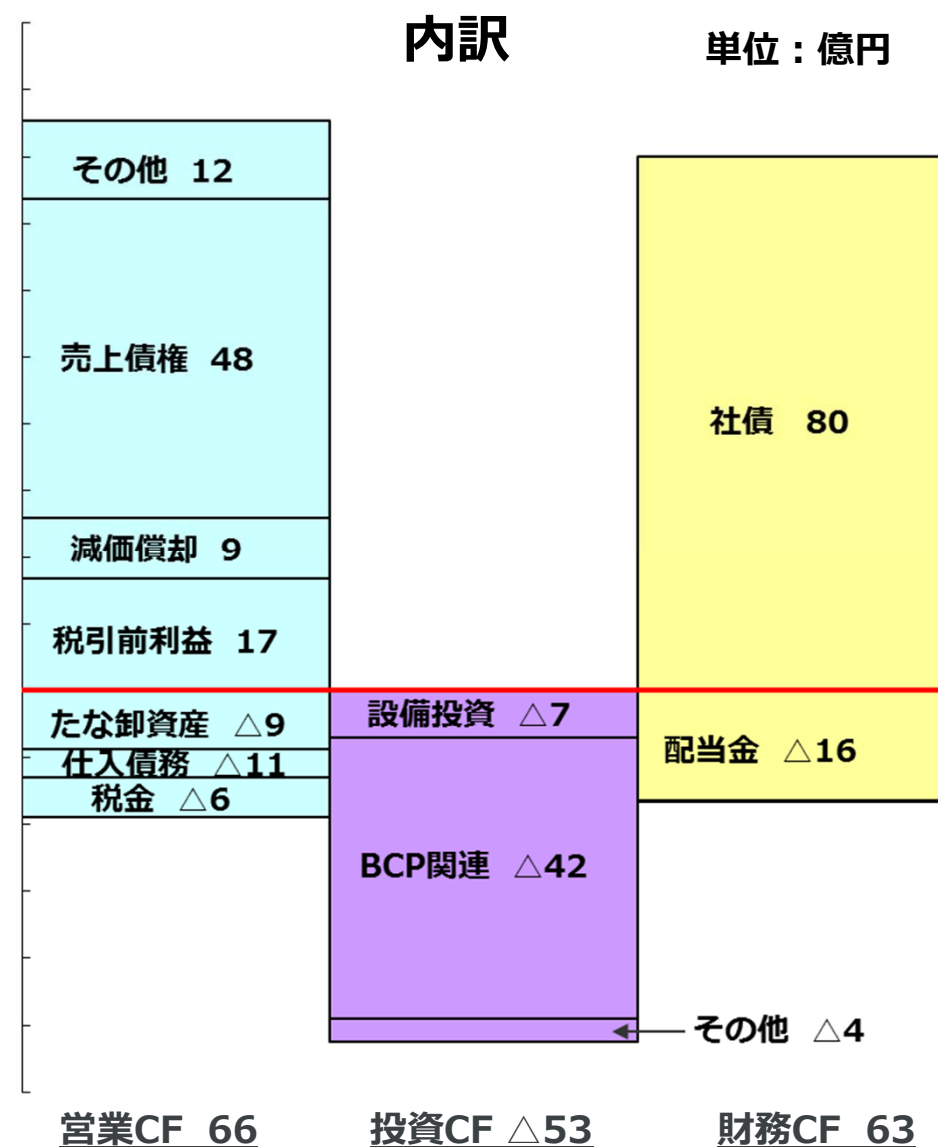 内訳
単位：億円
その他 12
売上債権 48
減価償却 9
税引前利益 17
たな卸資産 △9
仕入債務 △11
税金 △6
設備投資 △7
BCP関連 △42
その他 △4
社債 80
配当金 △16
営業CF 66
投資CF △53
財務CF 63